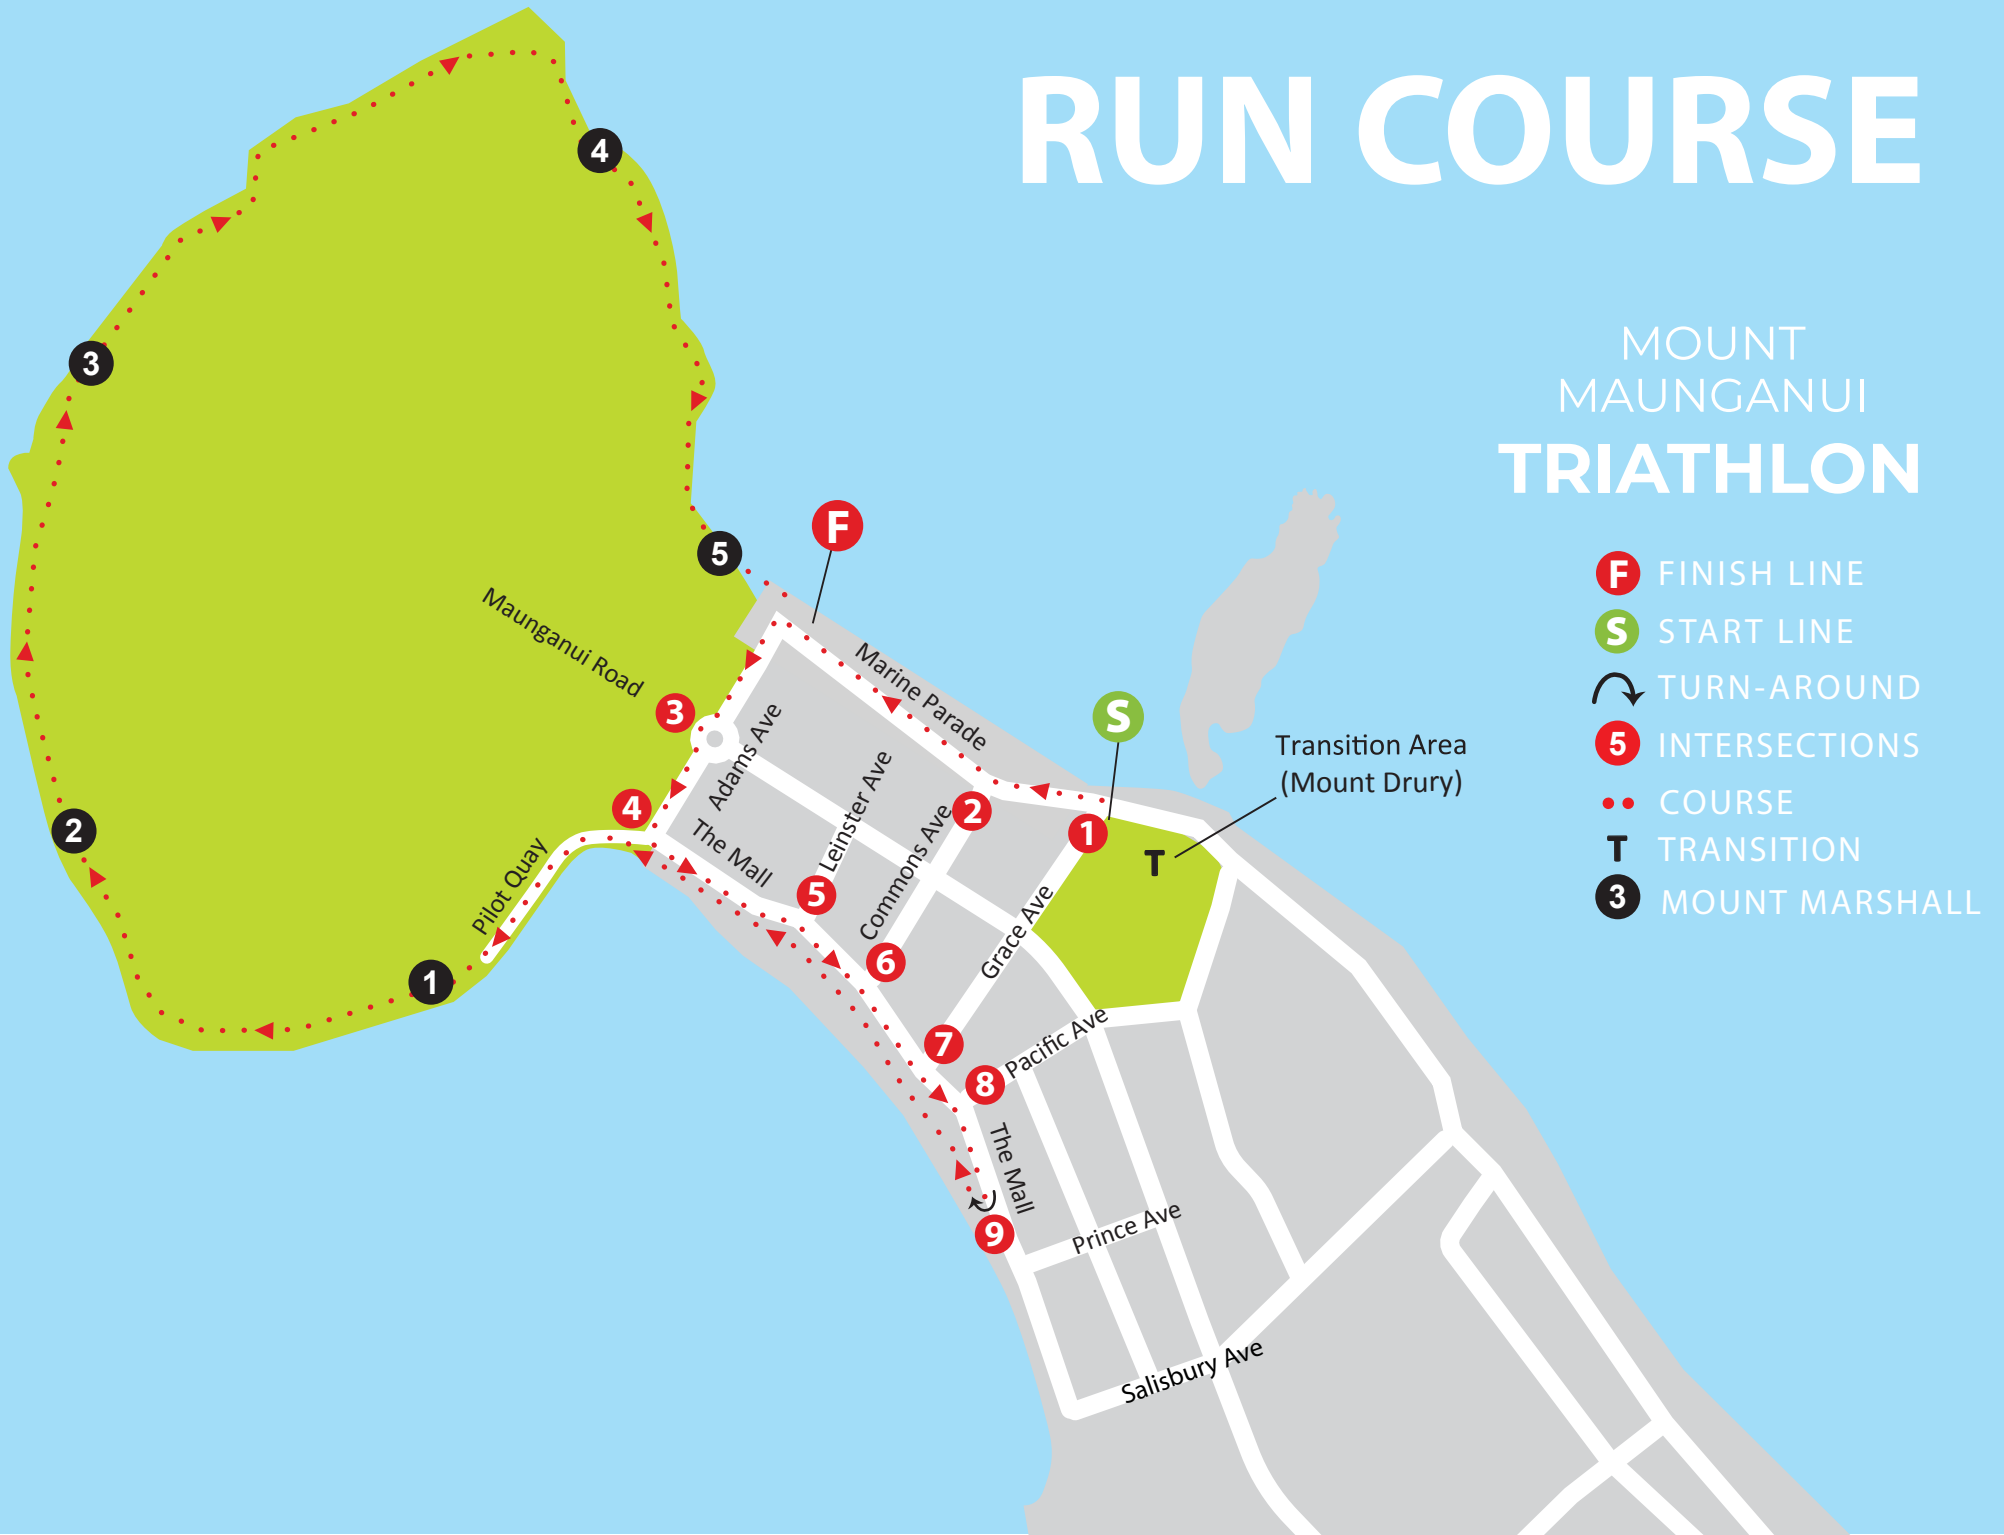 RUN COURSE
MOUNT
MAUNGANUI
TRIATHLON
F FINISH LINE
S START LINE
TURN-AROUND
5 INTERSECTIONS
COURSE
T TRANSITION
3 MOUNT MARSHALL
4
3
F
5
Maunganui Road
Marine Parade
3
S
Transition Area
(Mount Drury)
Adams Ave
4
Leinster Ave
2
1
T
2
The Mall
Commons Ave
Pilot Quay
5
Grace Ave
6
1
7
Pacific Ave
8
The Mall
9
Prince Ave
Salisbury Ave